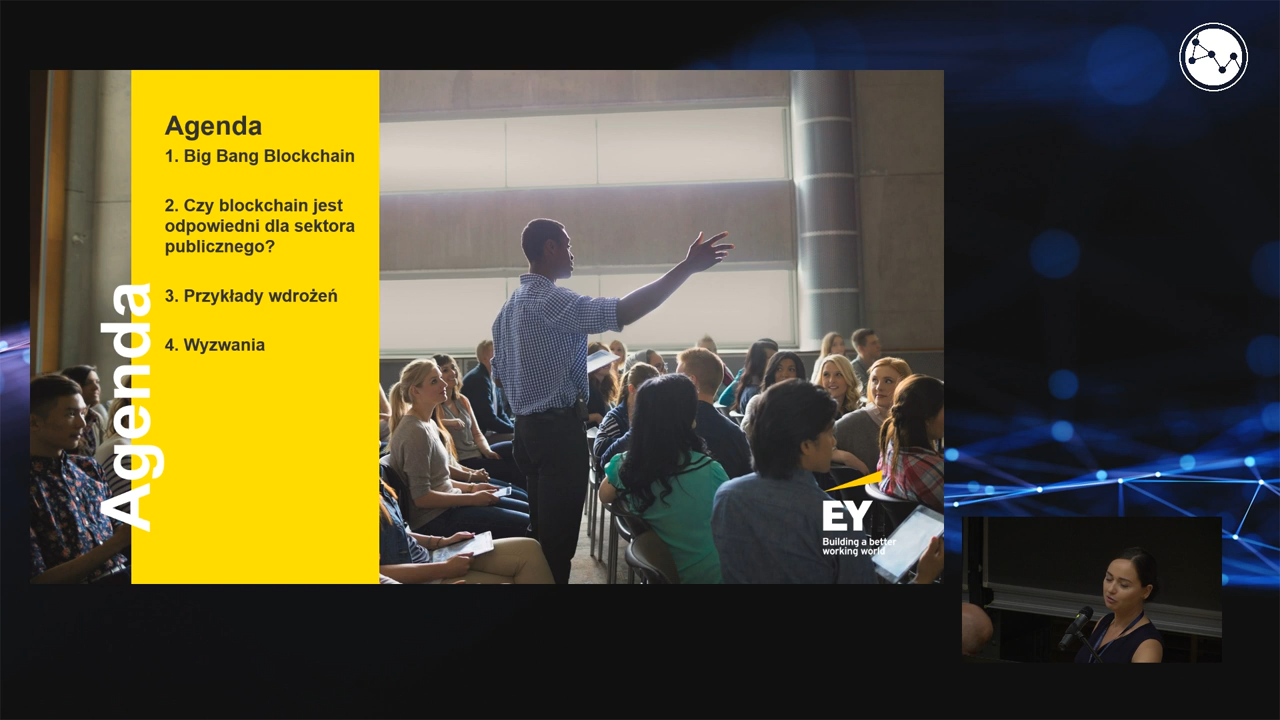 Agenda
1. Big Bang Blockchain
2. Czy blockchain jest
odpowiedni dla sektora
publicznego?
3. Przykłady wdrożeń
4. Wyzwania
Agenda
EY
Building a better
working world